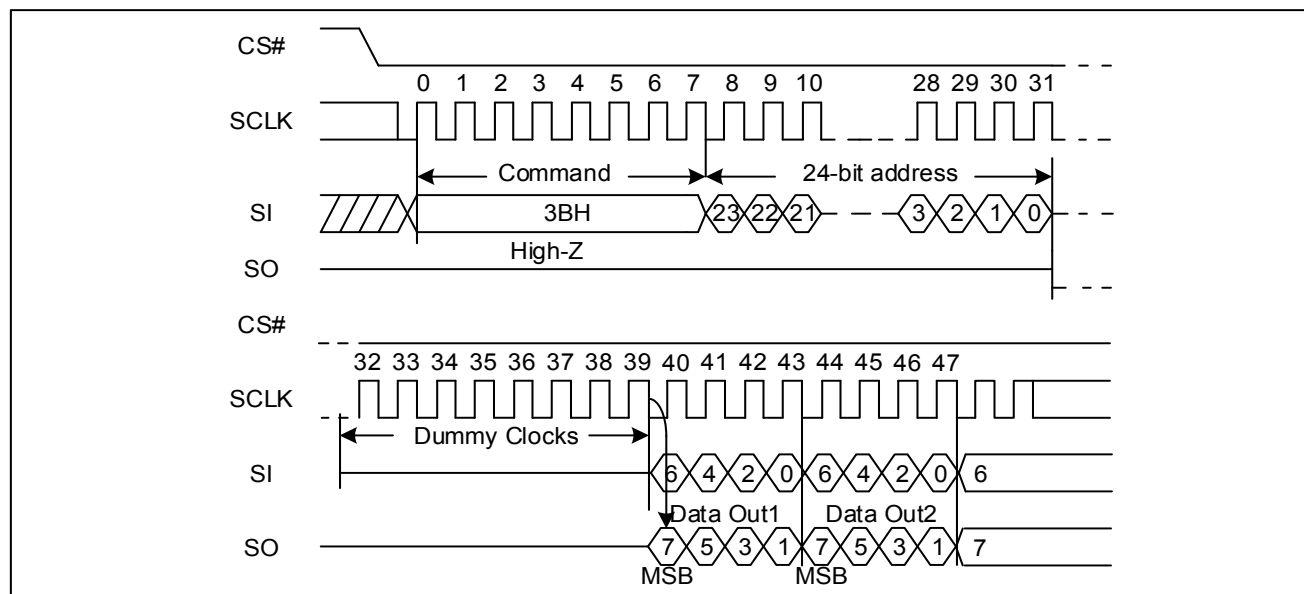 CS#
0 1 2 3 4 5 6 7 8 9 10 28 29 30 31
SCLK
Command 24-bit address
SI 3BH 23 22 21 3 2 1 0
High-Z
SO
CS#
32 33 34 35 36 37 38 39 40 41 42 43 44 45 46 47
SCLK
Dummy Clocks
SI 6 4 2 0 6 4 2 0 6
Data Out1 Data Out2
SO 7 5 3 1 7 5 3 1 7
MSB MSB